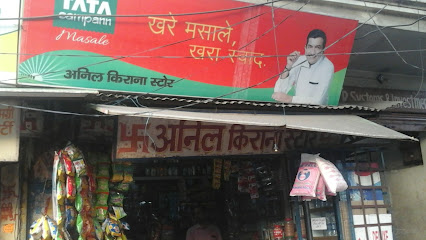 TATA
sampann
Masale
खरे मसाले,
खरा स्वाद.
अनिल किराना स्टोर
अनिल किराना स्टोर